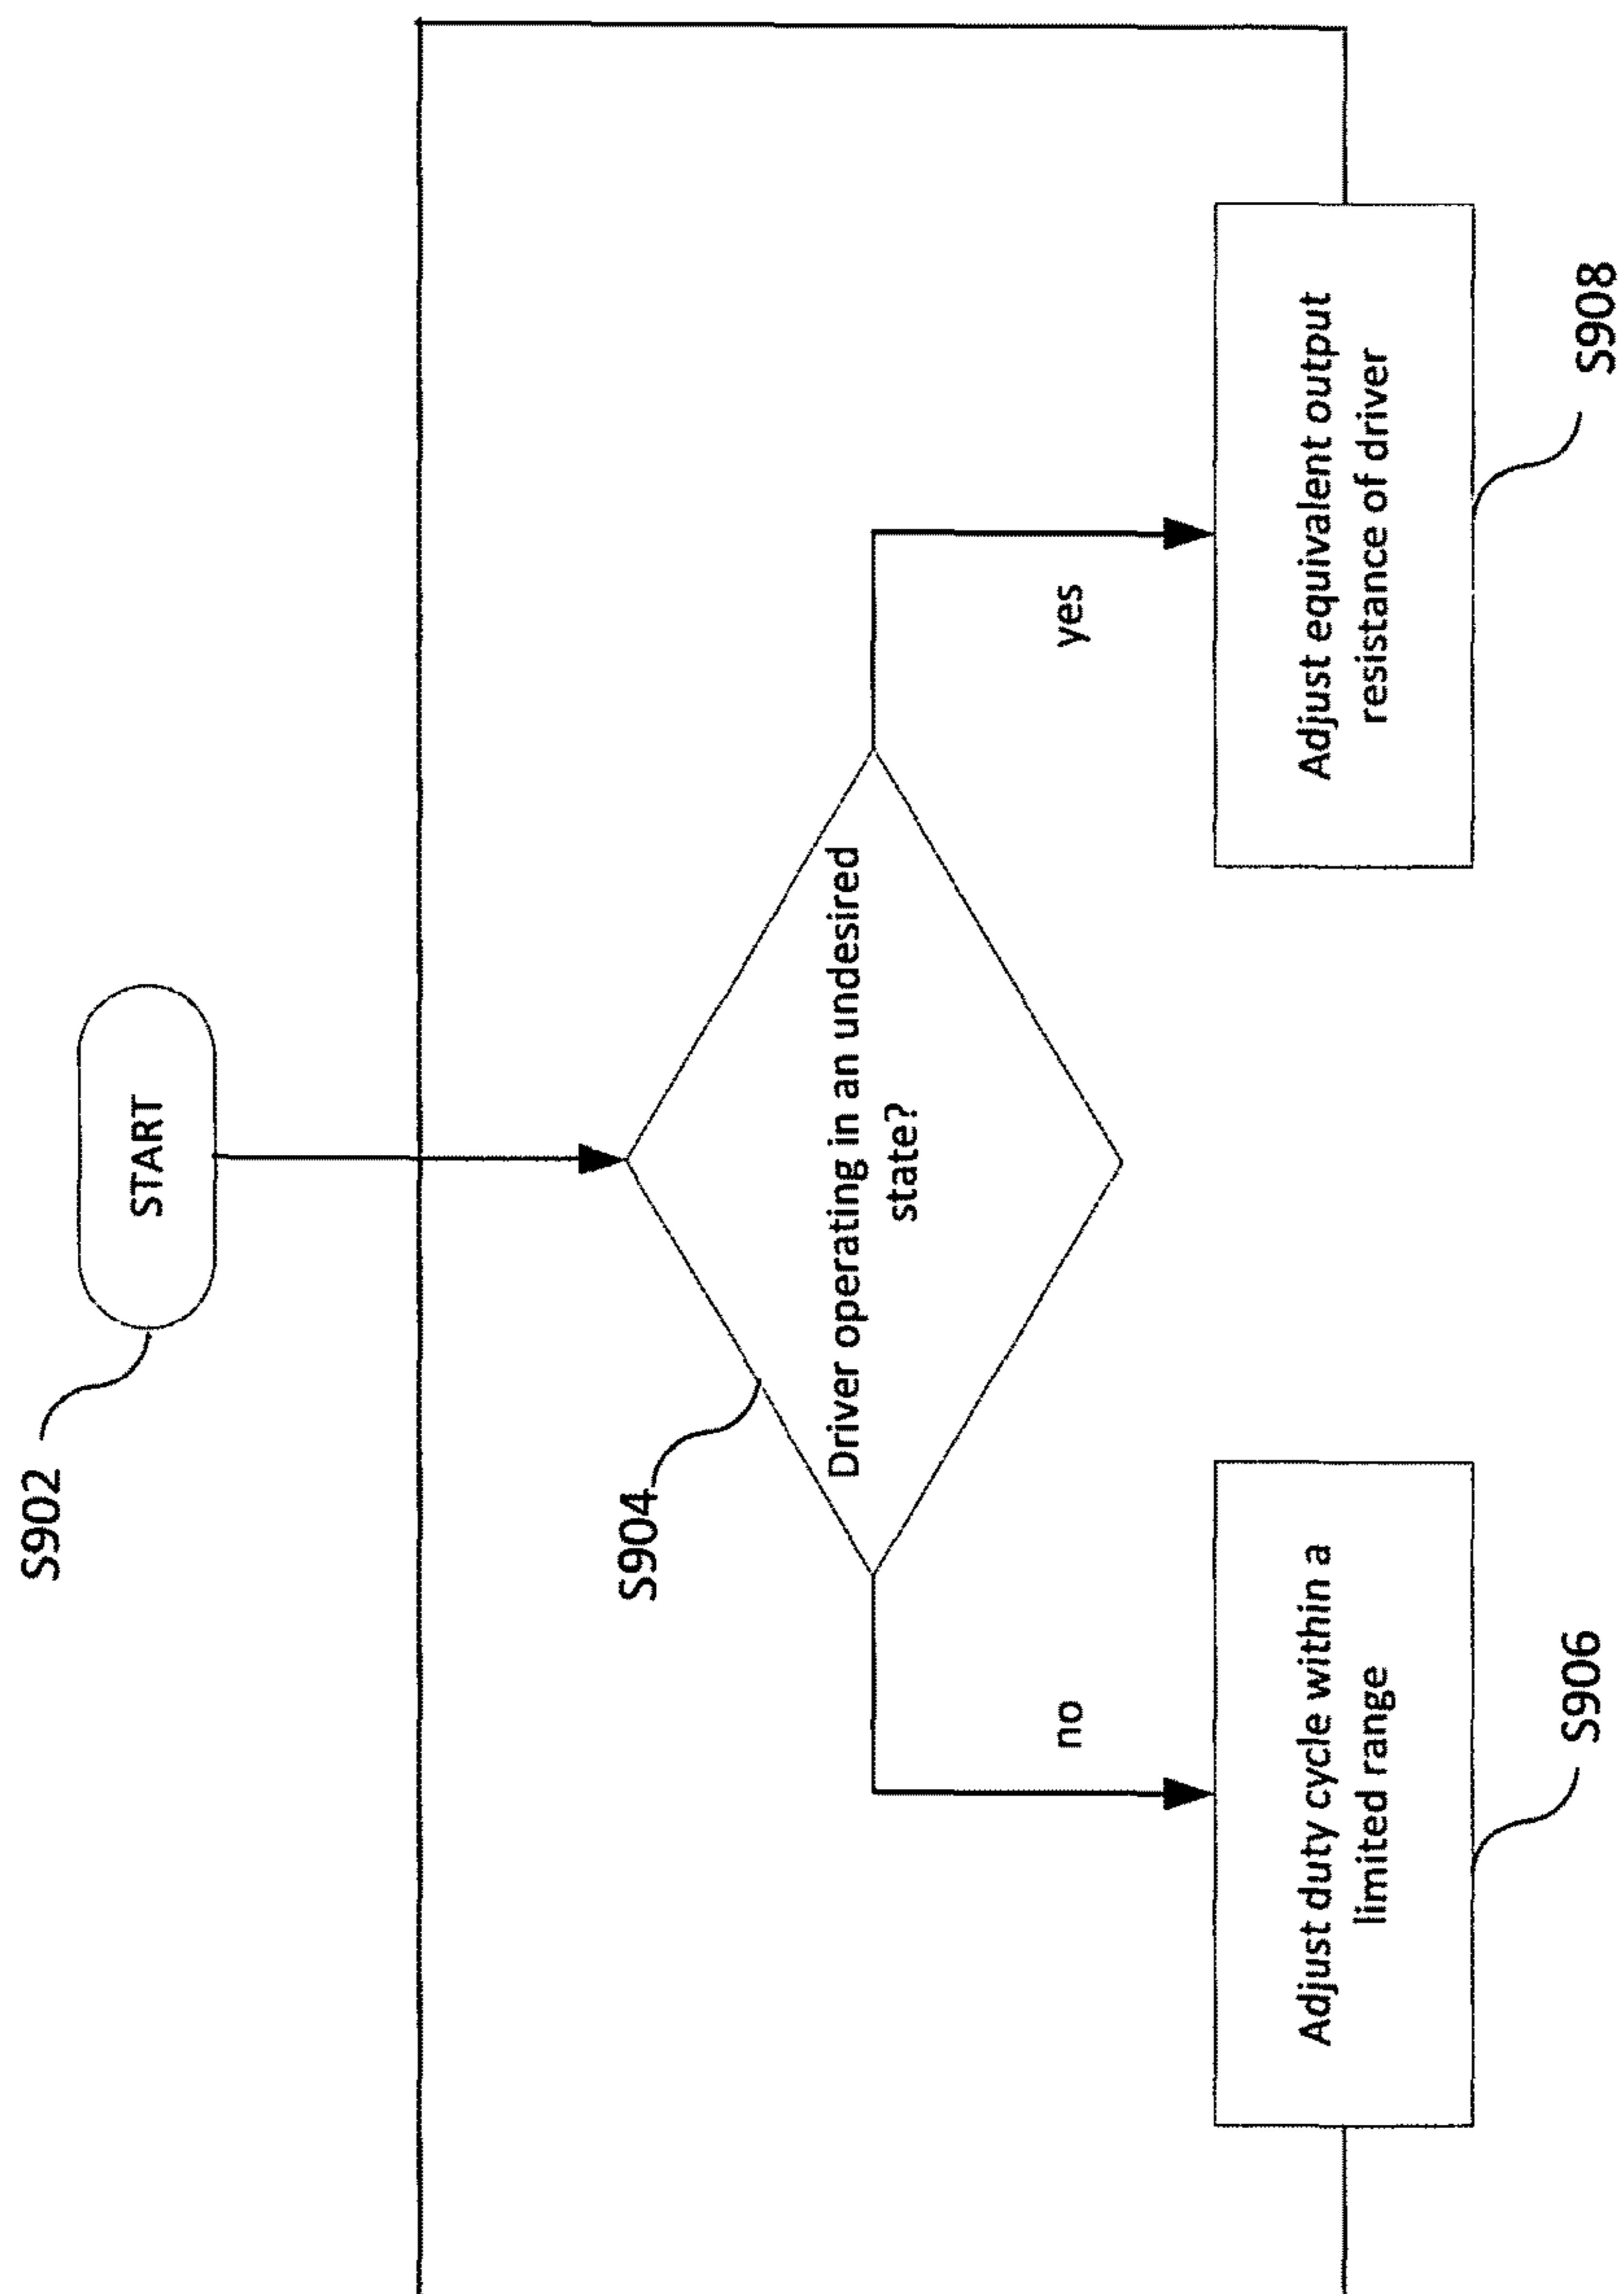 S902
START
S904
Driver operating in an undesired
state?
no
yes
Adjust duty cycle within a
limited range
S906
Adjust equivalent output
resistance of driver
S908